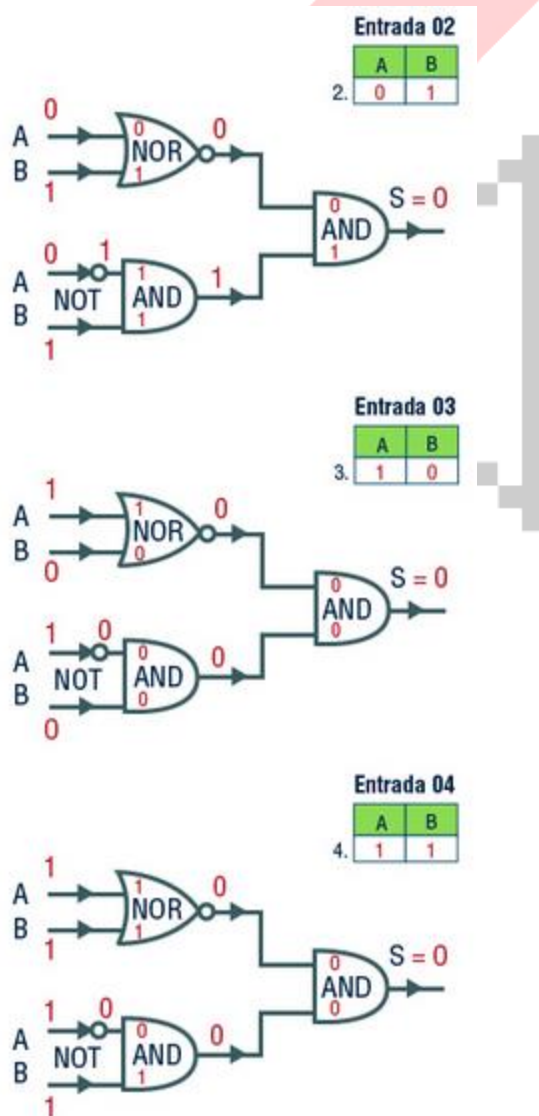 Entrada 02
A B
2. 0 1
0
A 0 NOR 0
B 1
1
0 S = 0
AND
1
0 1
A 1 1
NOT AND
B 1
1
Entrada 03
A B
3. 1 0
1
A 1 NOR 0
B 0
0
0 S = 0
AND
0
1 0
A 0 0
NOT AND
B 0
0
Entrada 04
A B
4. 1 1
1
A 1 NOR 0
B 1
1
0 S = 0
AND
0
1 0
A 0 0
NOT AND
B 1
1